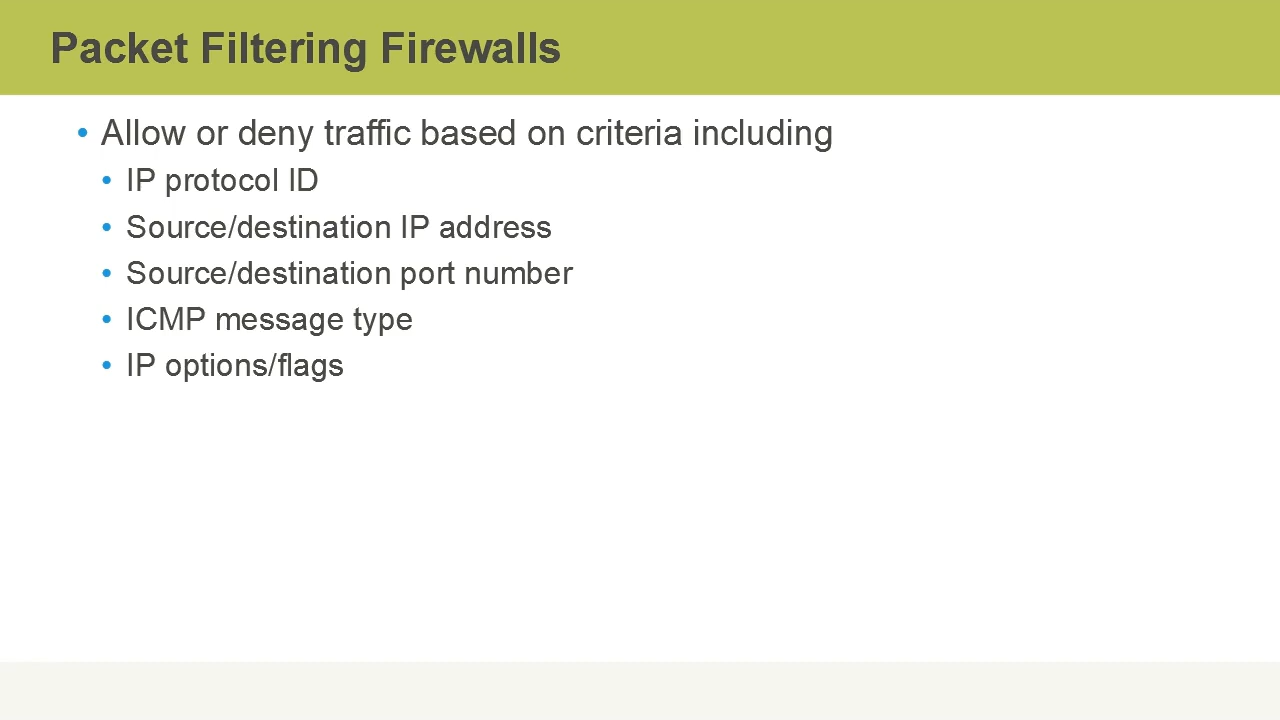 Packet Filtering Firewalls
• Allow or deny traffic based on criteria including
• IP protocol ID
• Source/destination IP address
• Source/destination port number
• ICMP message type
• IP options/flags